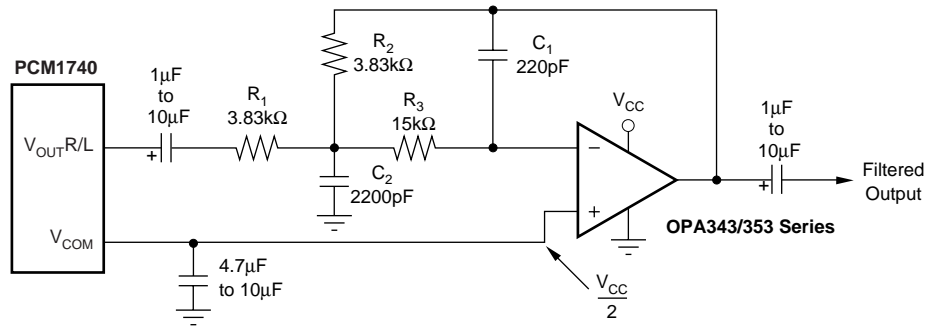 PCM1740
VOUTR/L
VCOM
1μF
to
10μF
+
R1
3.83kΩ
R2
3.83kΩ
R3
15kΩ
C1
220pF
C2
2200pF
4.7μF
to 10μF
VCC
−
+
VCC
2
OPA343/353 Series
1μF
to
10μF
+
Filtered
Output